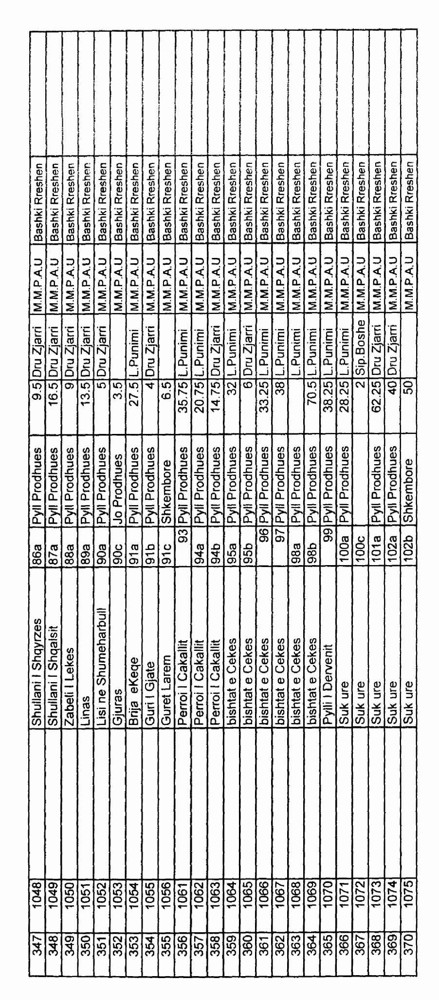 347 1048 Shullani I Shqyrzes 86a Pyll Prodhues 9.5 Dru Zjarri M.M.P.A.U Bashki Rreshen
348 1049 Shullani I Shqalsit 87a Pyll Prodhues 16.5 Dru Zjarri M.M.P.A.U Bashki Rreshen
349 1050 Zabeli I Lekes 88a Pyll Prodhues 9 Dru Zjarri M.M.P.A.U Bashki Rreshen
350 1051 Linas 89a Pyll Prodhues 13.5 Dru Zjarri M.M.P.A.U Bashki Rreshen
351 1052 Lisi ne Shumeharbull 90a Pyll Prodhues 5 Dru Zjarri M.M.P.A.U Bashki Rreshen
352 1053 Gjuras 90c Jo Prodhues 3.5 M.M.P.A.U Bashki Rreshen
353 1054 Brija eKeqe 91a Pyll Prodhues 27.5 L.Punimi M.M.P.A.U Bashki Rreshen
354 1055 Guri I Gjate 91b Pyll Prodhues 4 Dru Zjarri M.M.P.A.U Bashki Rreshen
355 1056 Guret Larem 91c Shkembore 6.5 M.M.P.A.U Bashki Rreshen
356 1061 Perroi I Cakallit 93 Pyll Prodhues 35.75 L.Punimi M.M.P.A.U Bashki Rreshen
357 1062 Perroi I Cakallit 94a Pyll Prodhues 20.75 L.Punimi M.M.P.A.U Bashki Rreshen
358 1063 Perroi I Cakallit 94b Pyll Prodhues 14.75 Dru Zjarri M.M.P.A.U Bashki Rreshen
359 1064 bishtat e Cekes 95a Pyll Prodhues 32 L.Punimi M.M.P.A.U Bashki Rreshen
360 1065 bishtat e Cekes 95b Pyll Prodhues 6 Dru Zjarri M.M.P.A.U Bashki Rreshen
361 1066 bishtat e Cekes 96 Pyll Prodhues 33.25 L.Punimi M.M.P.A.U Bashki Rreshen
362 1067 bishtat e Cekes 97 Pyll Prodhues 38 L.Punimi M.M.P.A.U Bashki Rreshen
363 1068 bishtat e Cekes 98a Pyll Prodhues L.Punimi M.M.P.A.U Bashki Rreshen
364 1069 bishtat e Cekes 98b Pyll Prodhues 70.5 L.Punimi M.M.P.A.U Bashki Rreshen
365 1070 Pylli I Dervenit 99 Pyll Prodhues 38.25 L.Punimi M.M.P.A.U Bashki Rreshen
366 1071 Suk ure 100a Pyll Prodhues 28.25 L.Punimi M.M.P.A.U Bashki Rreshen
367 1072 Suk ure 100c 2 Sip.Boshe M.M.P.A.U Bashki Rreshen
368 1073 Suk ure 101a Pyll Prodhues 62.25 Dru Zjarri M.M.P.A.U Bashki Rreshen
369 1074 Suk ure 102a Pyll Prodhues 40 Dru Zjarri M.M.P.A.U Bashki Rreshen
370 1075 Suk ure 102b Shkembore 50 M.M.P.A.U Bashki Rreshen